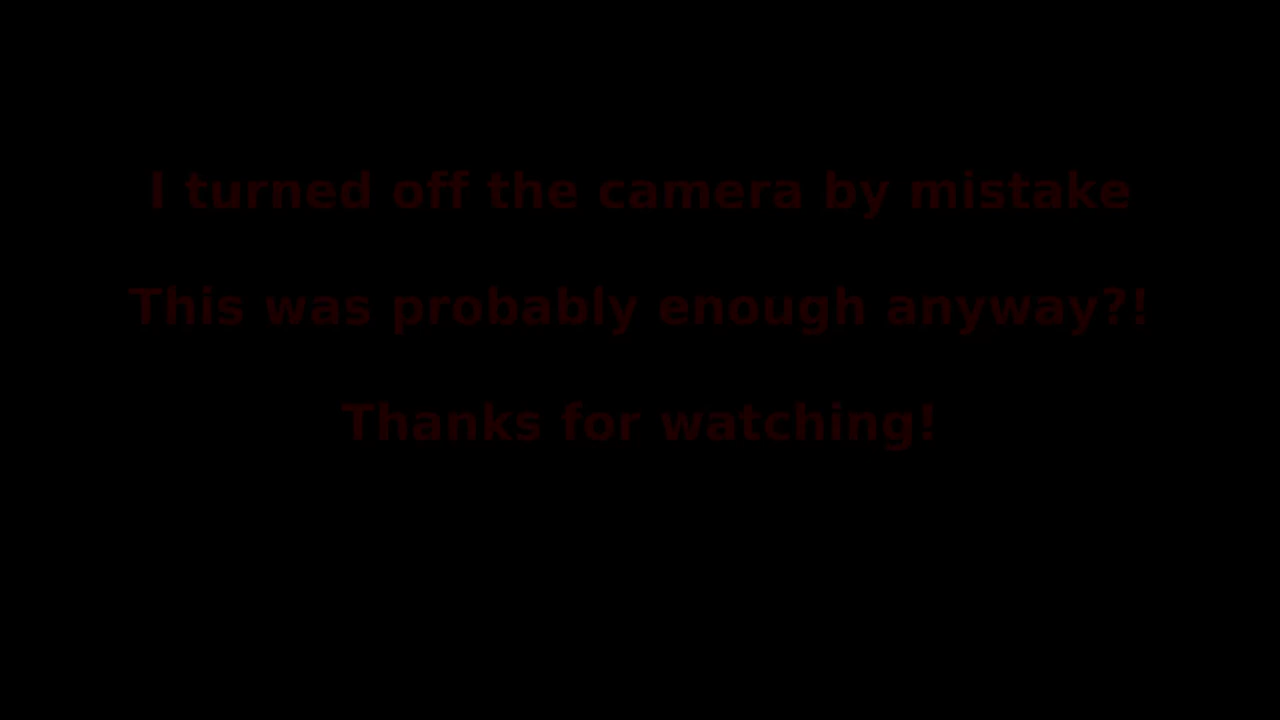 I turned off the camera by mistake
This was probably enough anyway?!
Thanks for watching!